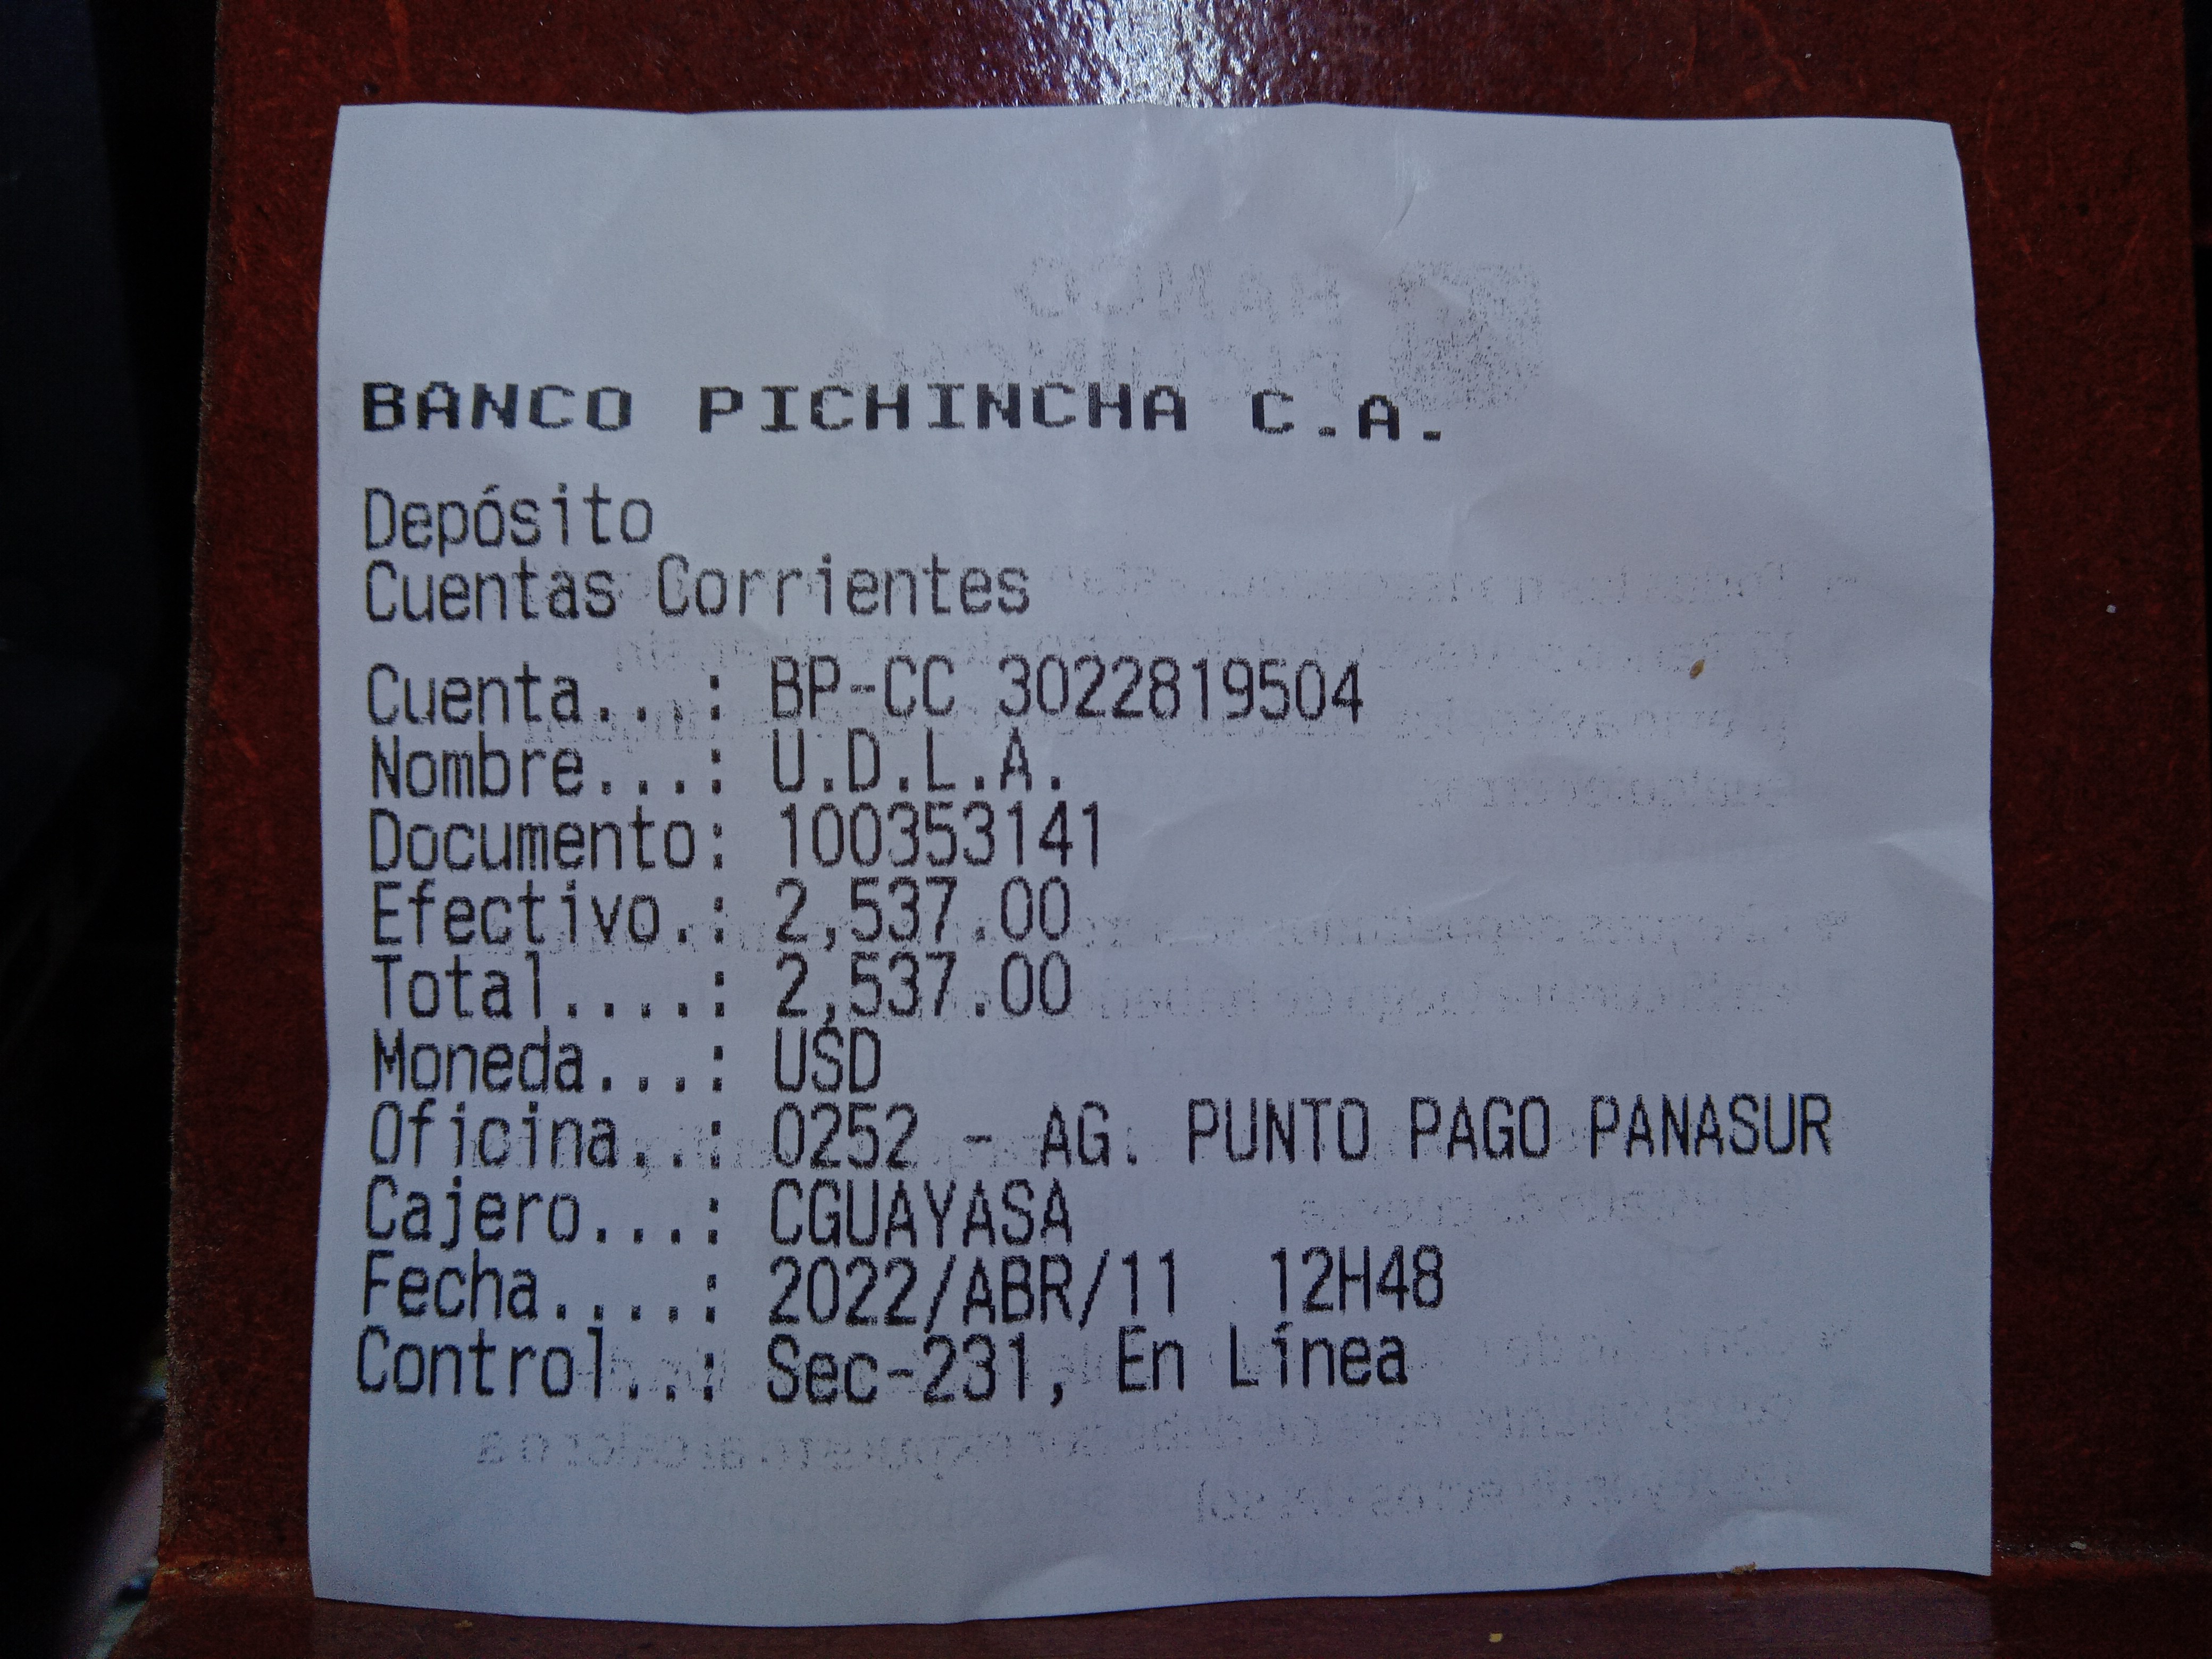 BANCO PICHINCHA C.A.
Depósito
Cuentas Corrientes
Cuenta...: BP-CC 3022819504
Nombre...: U.D.L.A.
Documento: 100353141
Efectivo.: 2,537.00
Total....: 2,537.00
Moneda...: USD
Oficina..: 0252 - AG. PUNTO PAGO PANASUR
Cajero...: CGUAYASA
Fecha....: 2022/ABR/11 12H48
Control..: Sec-231, En Línea